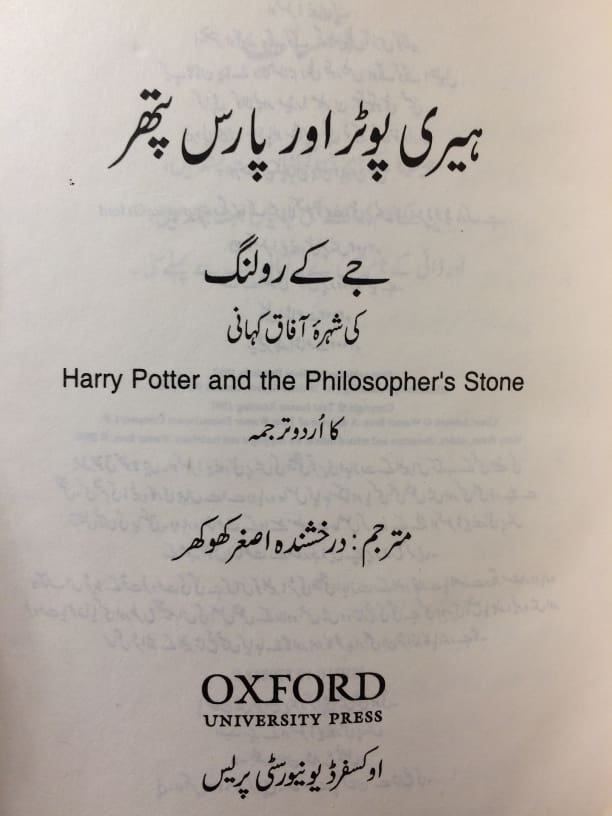 ہیری پوٹر اور پارس پتھر
جے کے رولنگ
کی شہرۂ آفاق کہانی
Harry Potter and the Philosopher's Stone
کا اُردو ترجمہ
مترجم: درخشندہ اصغر کھوکھر
OXFORD
UNIVERSITY PRESS
اوکسفرڈ یونیورسٹی پریس